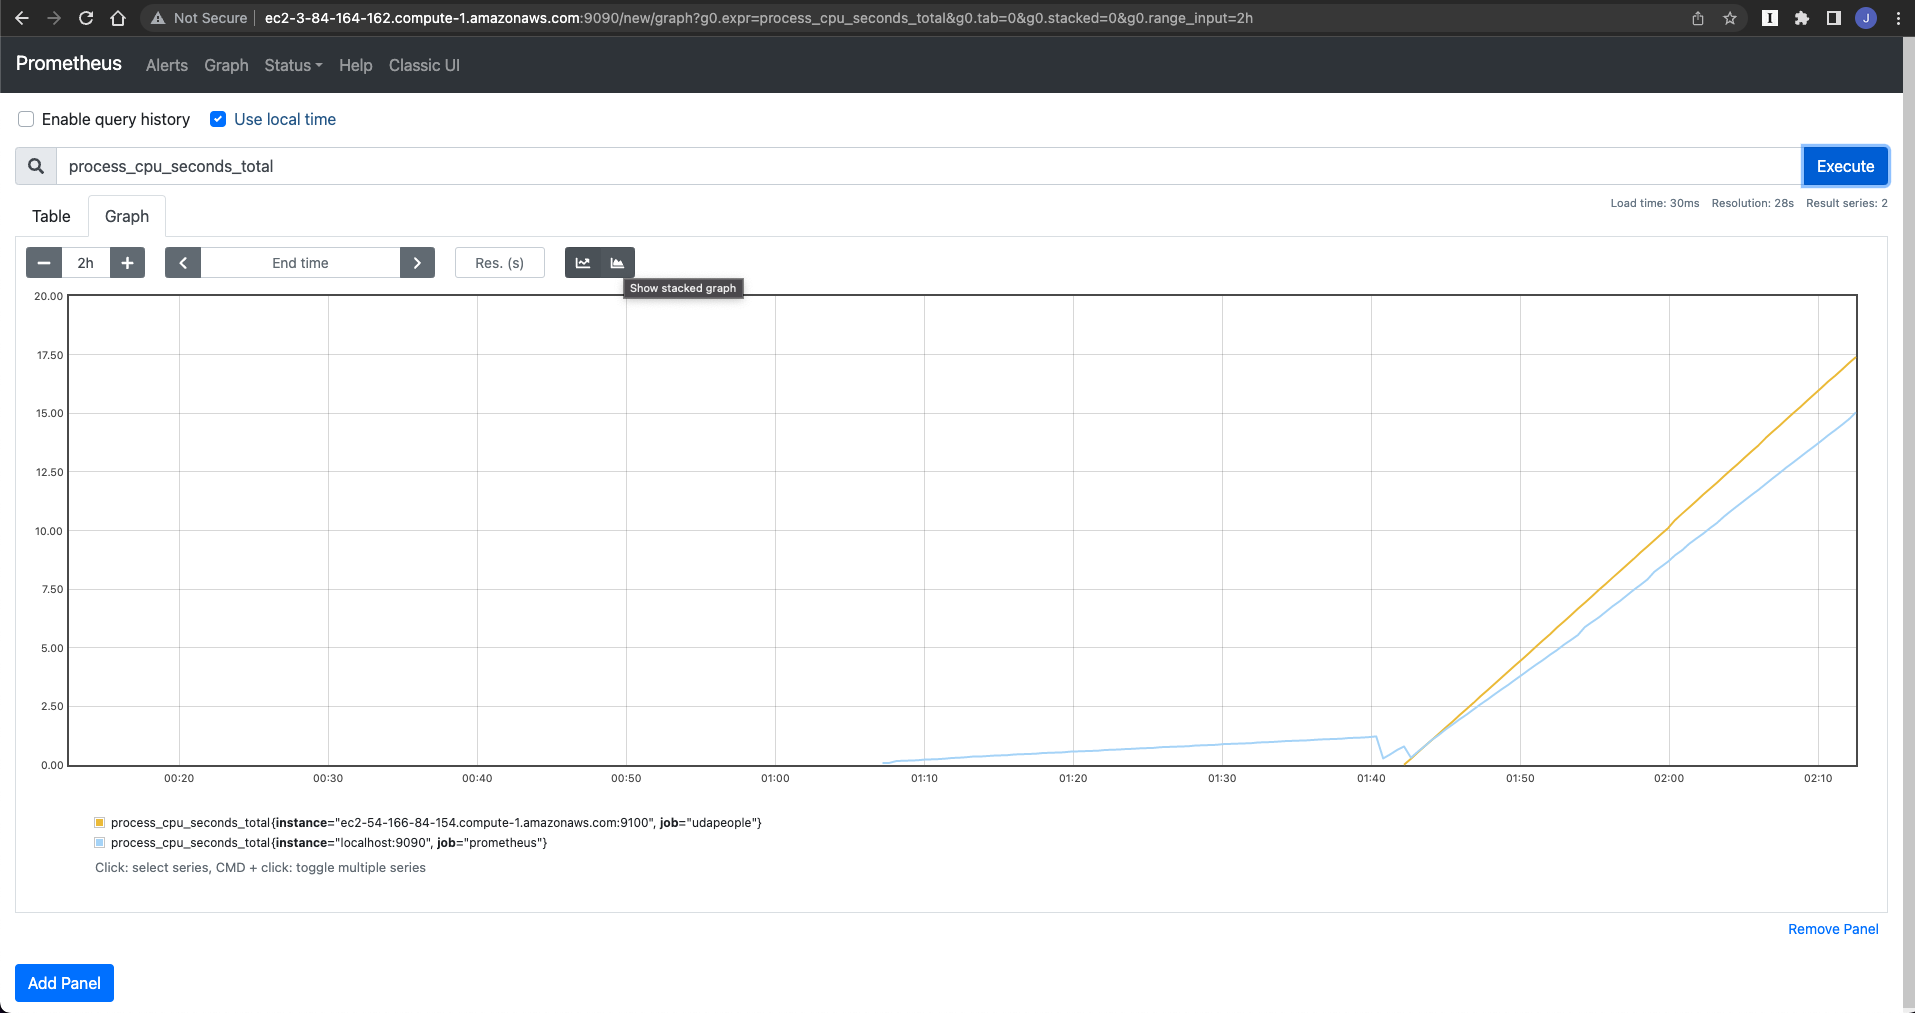 Not Secure ec2-3-84-164-162.compute-1.amazonaws.com:9090/new/graph?g0.expr=process_cpu_seconds_total&g0.tab=0&g0.stacked=0&g0.range_input=2h I J
Prometheus Alerts Graph Status Help Classic UI
Enable query history Use local time
process_cpu_seconds_total Execute
Table Graph
Load time: 30ms Resolution: 28s Result series: 2
2h End time Res. (s)
Show stacked graph
20.00
17.50
15.00
12.50
10.00
7.50
5.00
2.50
0.00
00:20 00:30 00:40 00:50 01:00 01:10 01:20 01:30 01:40 01:50 02:00 02:10
process_cpu_seconds_total{instance="ec2-54-166-84-154.compute-1.amazonaws.com:9100", job="udapeople"}
process_cpu_seconds_total{instance="localhost:9090", job="prometheus"}
Click: select series, CMD + click: toggle multiple series
Remove Panel
Add Panel